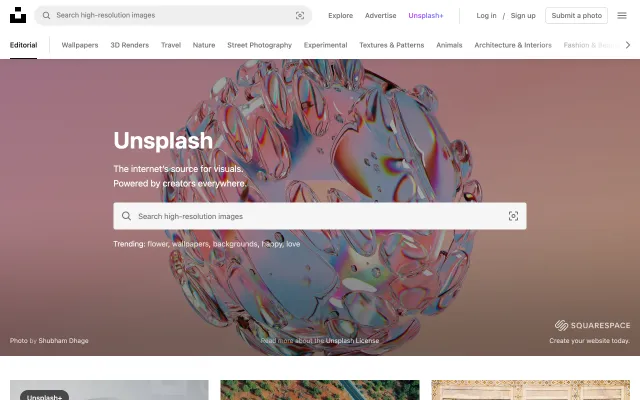 Search high-resolution images
Explore Advertise Unsplash+ Log in / Sign up Submit a photo
Editorial Wallpapers 3D Renders Travel Nature Street Photography Experimental Textures & Patterns Animals Architecture & Interiors Fashion &
Unsplash
The internet's source for visuals.
Powered by creators everywhere.
Search high-resolution images
Trending: flower, wallpapers, backgrounds, happy, love
SQUARESPACE
Photo by Shubham Dhage Read more about the Unsplash License Create your website today.
Unsplash+